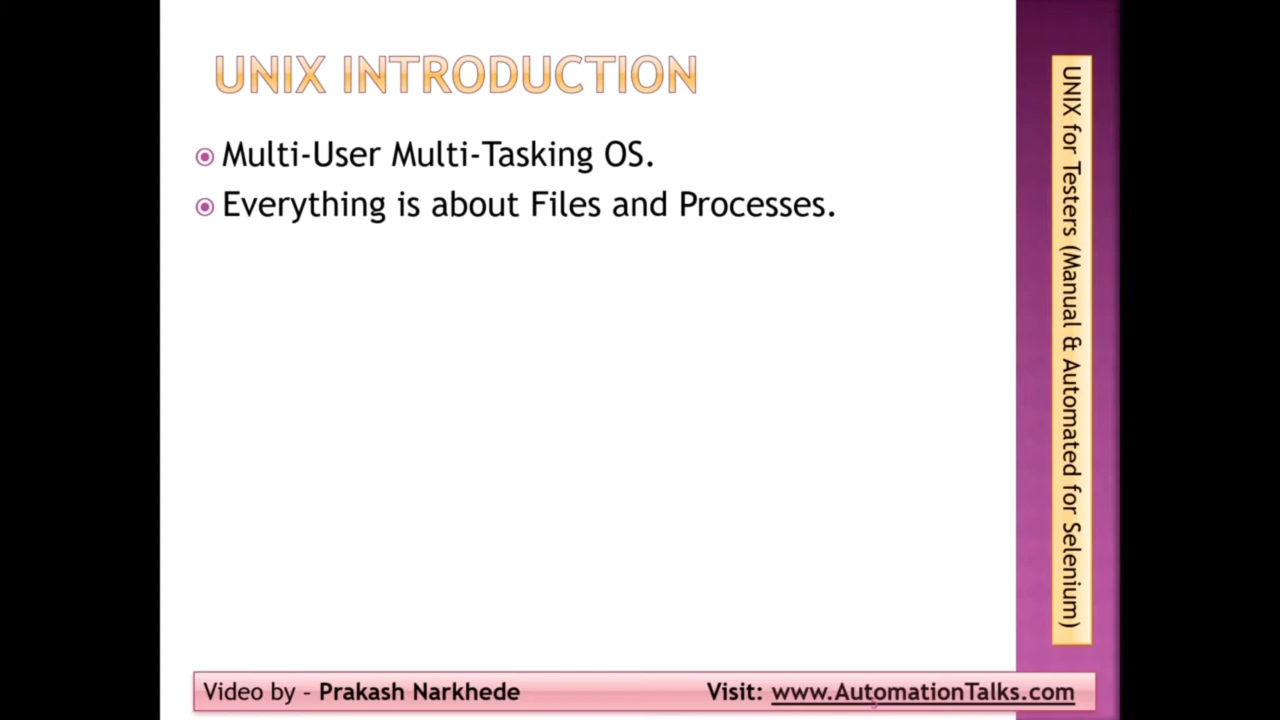 UNIX INTRODUCTION
Multi-User Multi-Tasking OS.
Everything is about Files and Processes.
UNIX for Testers (Manual & Automated for Selenium)
Video by - Prakash Narkhede
Visit: www.AutomationTalks.com